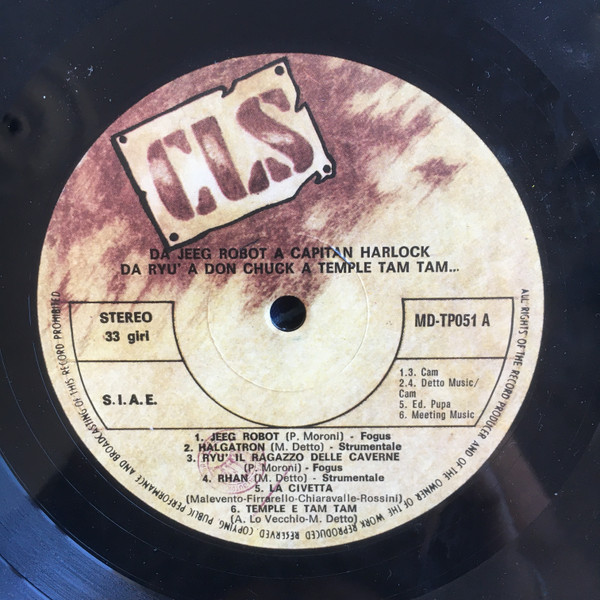 CLS
DA JEEG ROBOT A CAPITAN HARLOCK
DA RYU' A DON CHUCK A TEMPLE TAM TAM...
STEREO
33 giri
MD-TP051 A
S.I.A.E.
1.3. Cam
2.4. Detto Music/
Cam
5. Ed. Pupa
6. Meeting Music
1. JEEG ROBOT (P. Moroni) - Fogus
2. HALGATRON (M. Detto) - Strumentale
3. RYU' IL RAGAZZO DELLE CAVERNE
(P. Moroni) - Fogus
4. RHAN (M. Detto) - Strumentale
5. LA CIVETTA
(Malevento-Firrarello-Chiaravalle-Rossini)
6. TEMPLE E TAM TAM
(A. Lo Vecchio-M. Detto)
ALL RIGHTS OF THE RECORD PRODUCER AND OF THE OWNER OF THE WORK REPRODUCED RESERVED COPYING PUBLIC PERFORMANCE AND BROADCASTING OF THIS RECORD PROHIBITED